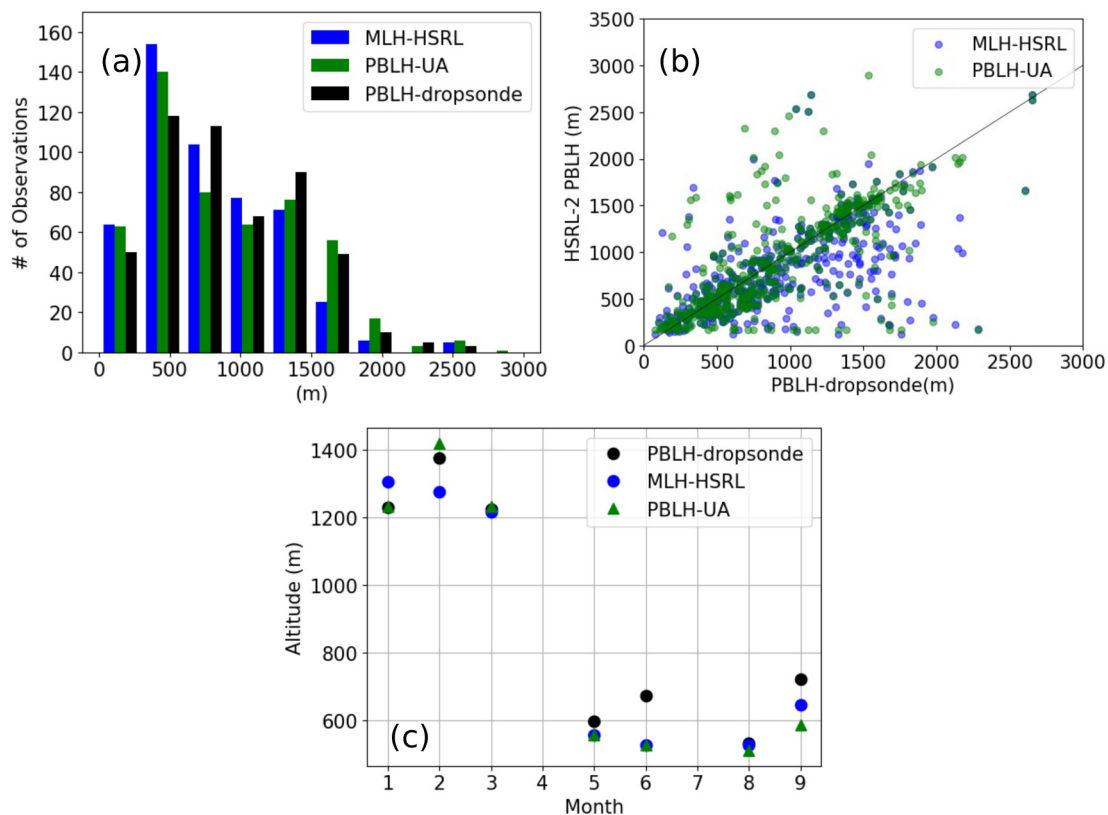 (a)
MLH-HSRL
PBLH-UA
PBLH-dropsonde
# of Observations
160
140
120
100
80
60
40
20
0
0 500 1000 1500 2000 2500 3000
(m)
(b)
MLH-HSRL
PBLH-UA
HSRL-2 PBLH (m)
3500
3000
2500
2000
1500
1000
500
0
0 500 1000 1500 2000 2500 3000
PBLH-dropsonde(m)
PBLH-dropsonde
MLH-HSRL
PBLH-UA
Altitude (m)
1400
1200
1000
800
600
(c)
1 2 3 4 5 6 7 8 9
Month